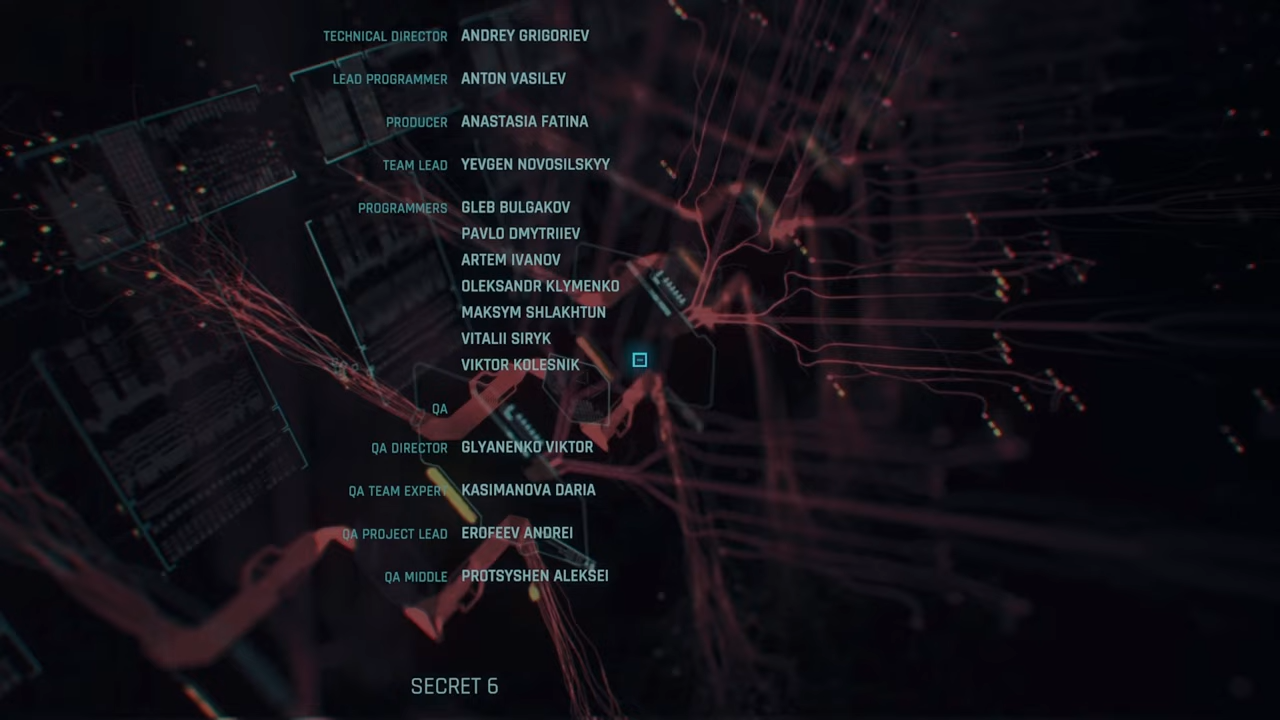 TECHNICAL DIRECTOR ANDREY GRIGORIEV
LEAD PROGRAMMER ANTON VASILEV
PRODUCER ANASTASIA FATINA
TEAM LEAD YEVGEN NOVOSILSKYY
PROGRAMMERS GLEB BULGAKOV
PAVLO DMYTRIIEV
ARTEM IVANOV
OLEKSANDR KLYMENKO
MAKSYM SHLAKHTUN
VITALII SIRYK
VIKTOR KOLESNIK
QA
QA DIRECTOR GLYANENKO VIKTOR
QA TEAM EXPERT KASIMANOVA DARIA
QA PROJECT LEAD EROFEEV ANDREI
QA MIDDLE PROTSYSHEN ALEKSEI
SECRET 6